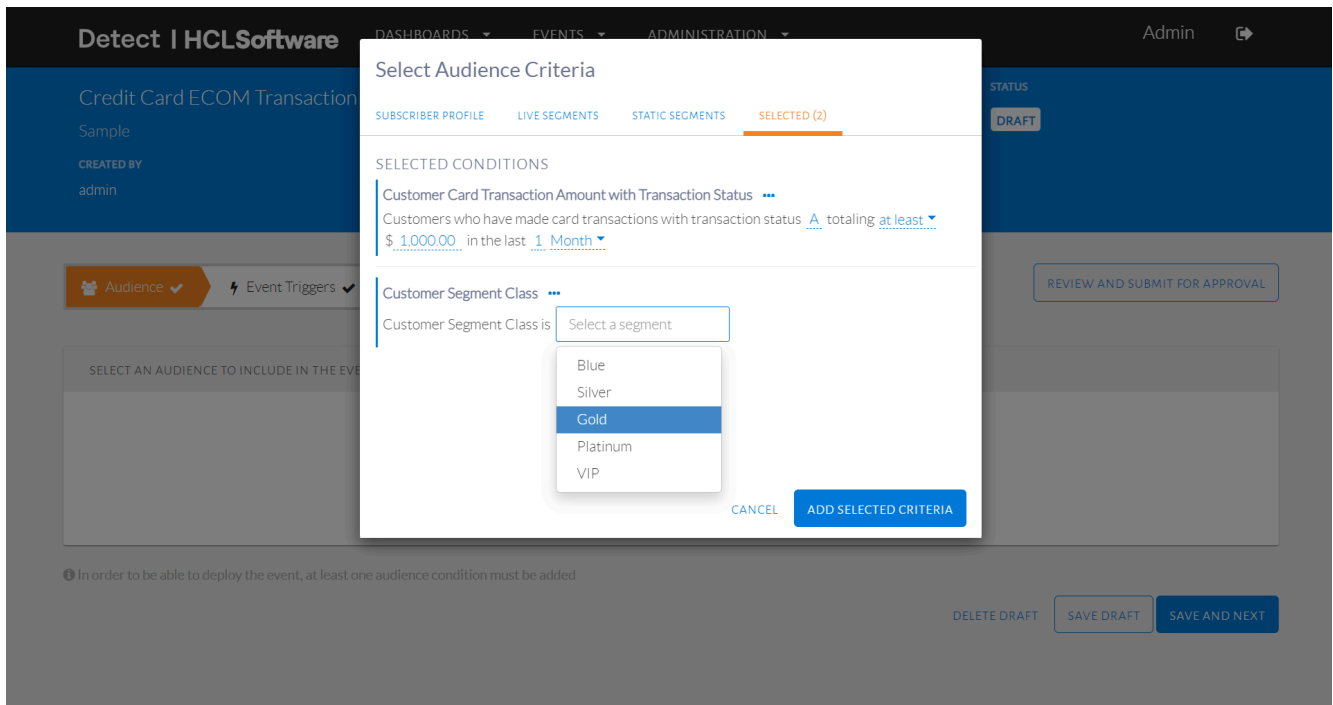 Detect | HCLSoftware
DASHBOARDS EVENTS ADMINISTRATION
Admin
Credit Card ECOM Transaction
Sample
CREATED BY
admin
STATUS
DRAFT
Select Audience Criteria
SUBSCRIBER PROFILE LIVE SEGMENTS STATIC SEGMENTS SELECTED (2)
SELECTED CONDITIONS
Customer Card Transaction Amount with Transaction Status •••
Customers who have made card transactions with transaction status A totaling at least
$ 1,000.00 in the last 1 Month
Customer Segment Class •••
Customer Segment Class is Select a segment
Blue
Silver
Gold
Platinum
VIP
CANCEL ADD SELECTED CRITERIA
Audience Event Triggers
REVIEW AND SUBMIT FOR APPROVAL
SELECT AN AUDIENCE TO INCLUDE IN THE EVE
In order to be able to deploy the event, at least one audience condition must be added
DELETE DRAFT SAVE DRAFT SAVE AND NEXT